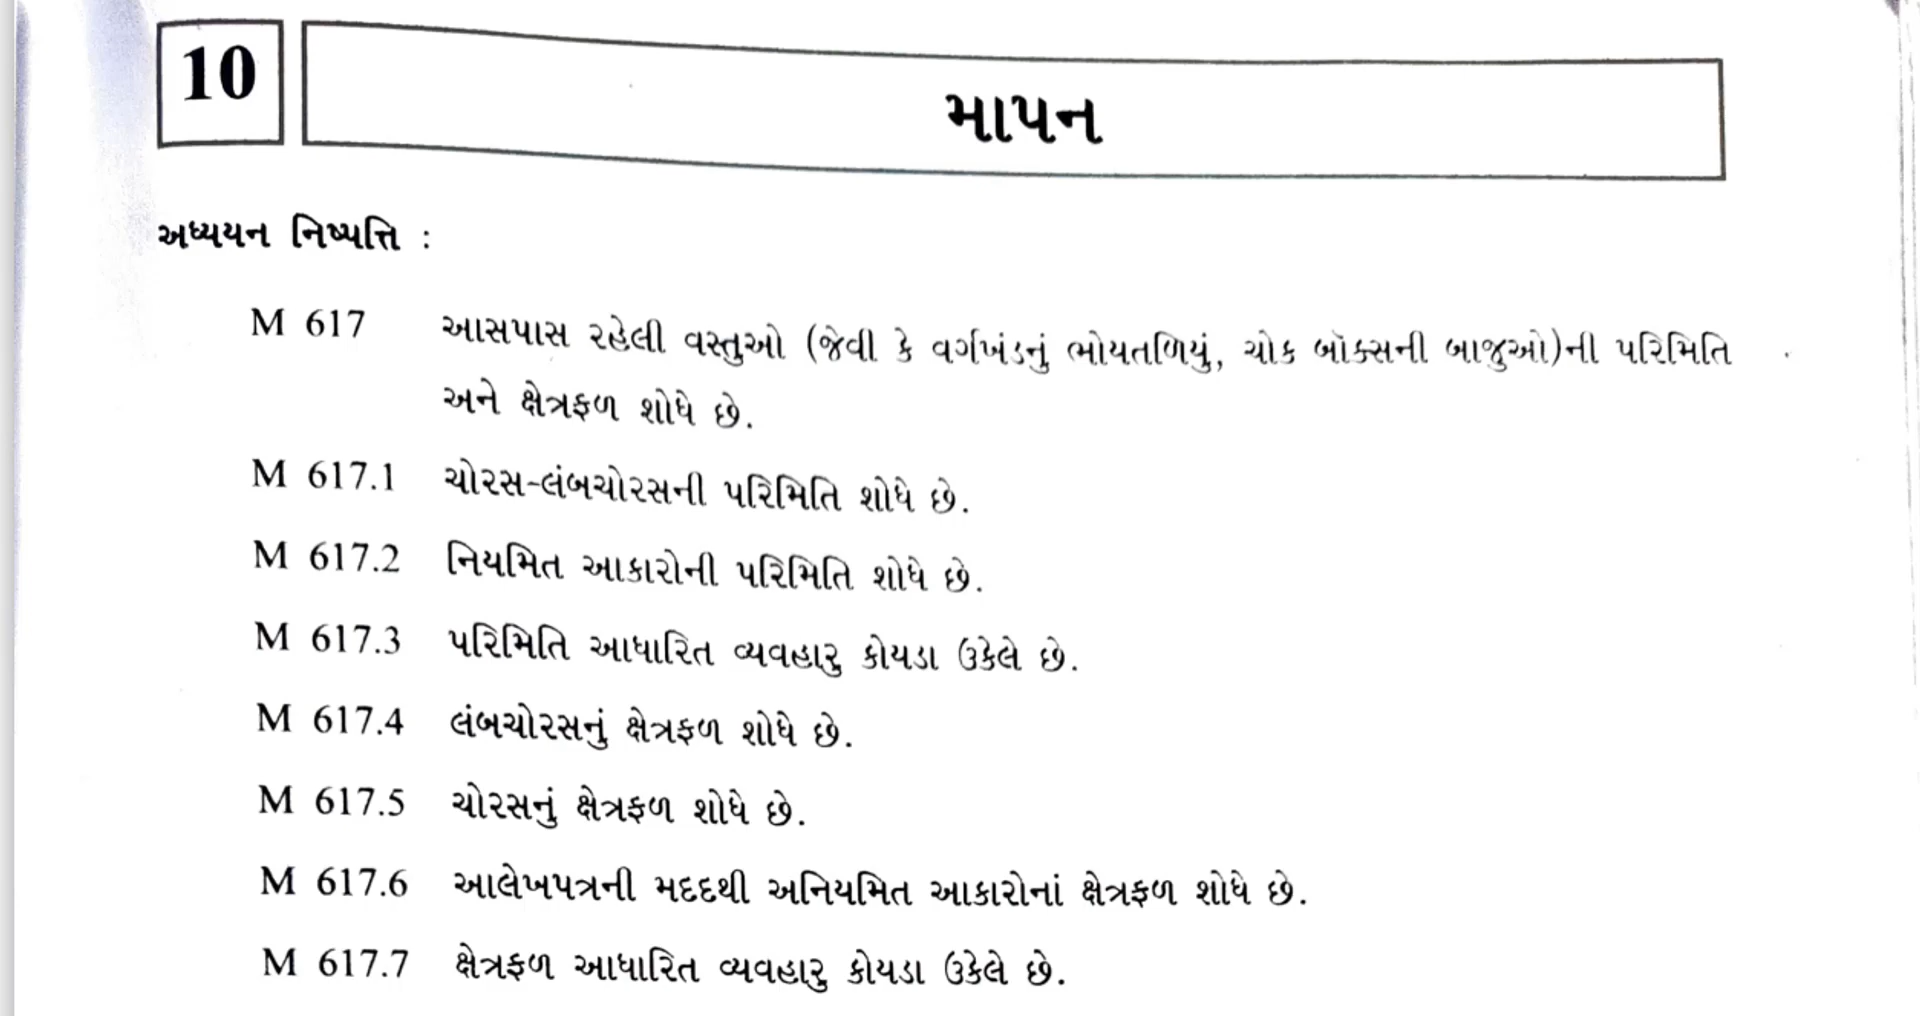 10
માપન
અધ્યયન નિષ્પત્તિ :
M 617 આસપાસ રહેલી વસ્તુઓ (જેવી કે વર્ગખંડનું ભોયતળિયું, ચોક બૉક્સની બાજુઓ)ની પરિમિતિ
અને ક્ષેત્રફળ શોધે છે.
M 617.1 ચોરસ-લંબચોરસની પરિમિતિ શોધે છે.
M 617.2 નિયમિત આકારોની પરિમિતિ શોધે છે.
M 617.3 પરિમિતિ આધારિત વ્યવહારુ કોયડા ઉકેલે છે.
M 617.4 લંબચોરસનું ક્ષેત્રફળ શોધે છે.
M 617.5 ચોરસનું ક્ષેત્રફળ શોધે છે.
M 617.6 આલેખપત્રની મદદથી અનિયમિત આકારોનાં ક્ષેત્રફળ શોધે છે.
M 617.7 ક્ષેત્રફળ આધારિત વ્યવહારુ કોયડા ઉકેલે છે.